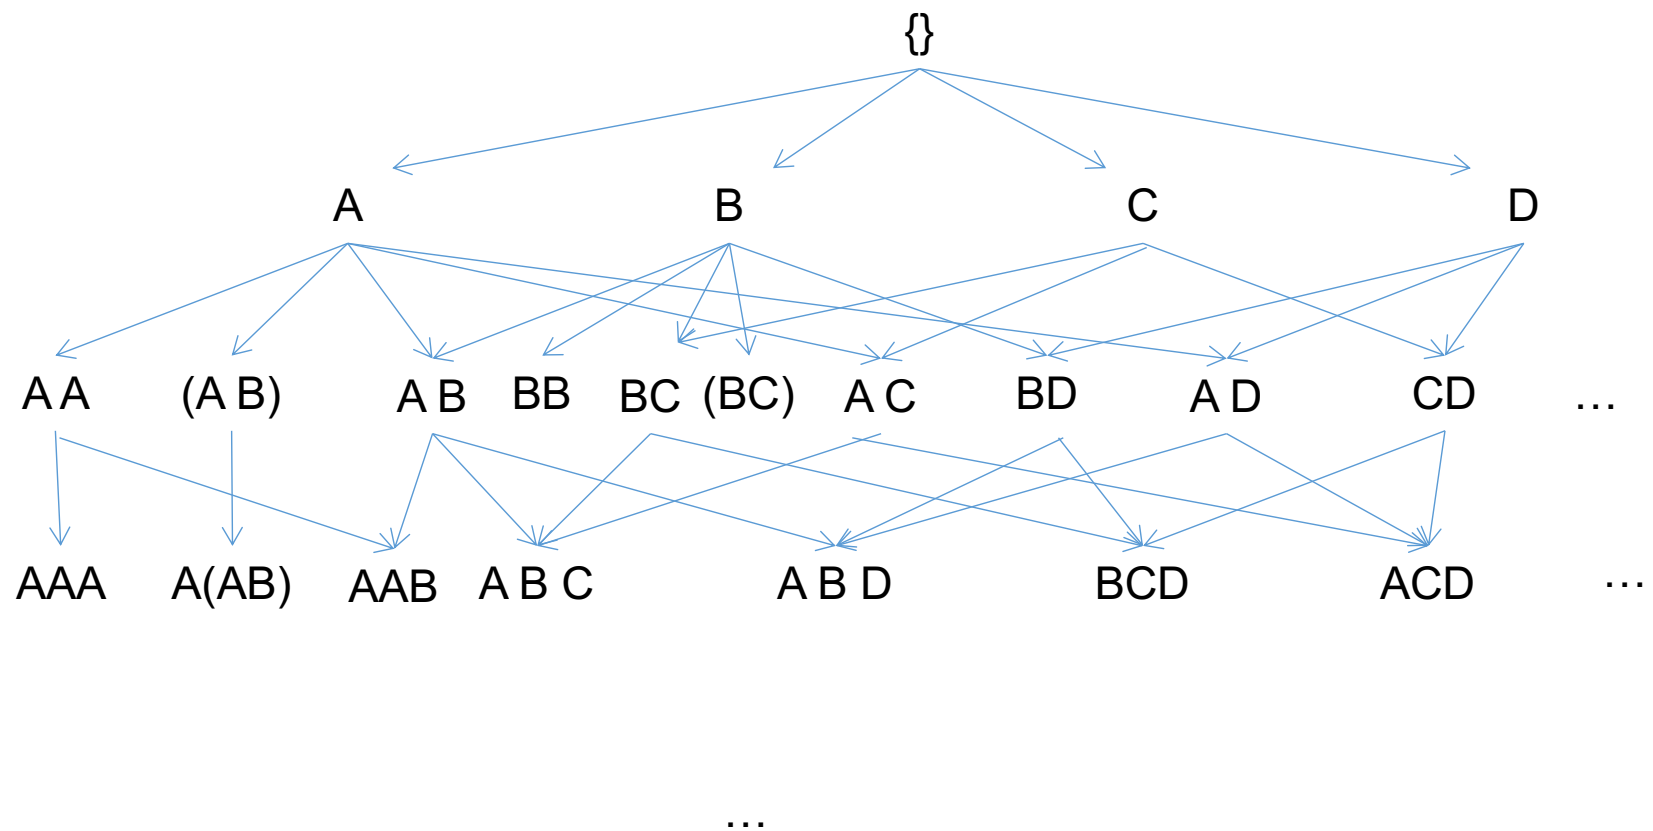 {}
A B C D
A A (A B) A B BB BC (BC) A C BD A D CD ...
AAA A(AB) AAB A B C A B D BCD ACD ...
...